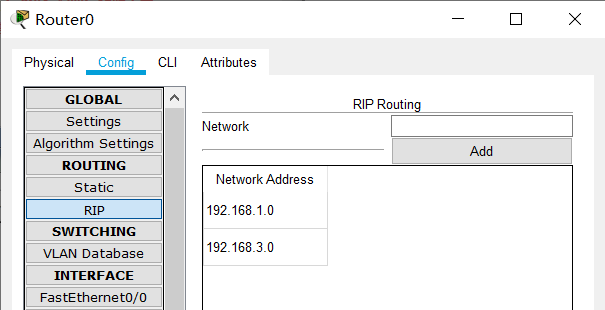 Router0
Physical Config CLI Attributes
GLOBAL
Settings
Algorithm Settings
ROUTING
Static
RIP
SWITCHING
VLAN Database
INTERFACE
FastEthernet0/0
RIP Routing
Network
Add
Network Address
192.168.1.0
192.168.3.0